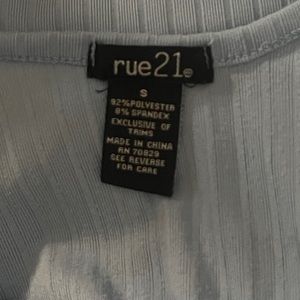 rue21
S
92%POLYESTER
8% SPANDEX
EXCLUSIVE OF
TRIMS
MADE IN CHINA
RN 70829
SEE REVERSE
FOR CARE